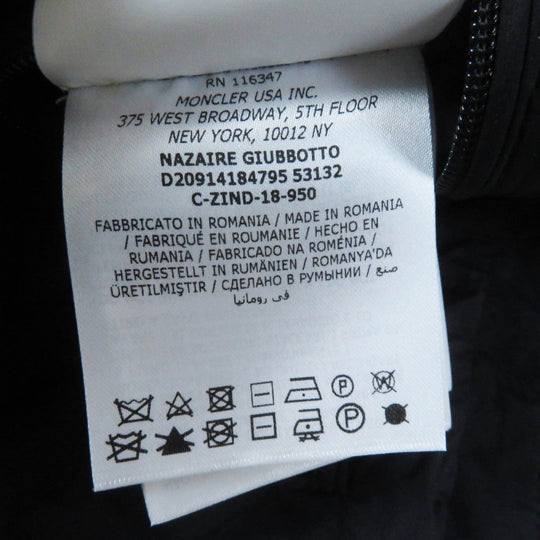 RN 116347
MONCLER USA INC.
375 WEST BROADWAY, 5TH FLOOR
NEW YORK, 10012 NY
NAZAIRE GIUBBOTTO
D20914184795 53132
C-ZIND-18-950
FABBRICATO IN ROMANIA / MADE IN ROMANIA
/ FABRIQUÉ EN ROUMANIE / HECHO EN
RUMANIA / FABRICADO NA ROMÉNIA /
HERGESTELLT IN RUMÄNIEN / ROMANYA'DA
ÜRETILMIŞTIR / СДЕЛАНО В РУМЫНИИ / صنع
في رومانيا
P W
P